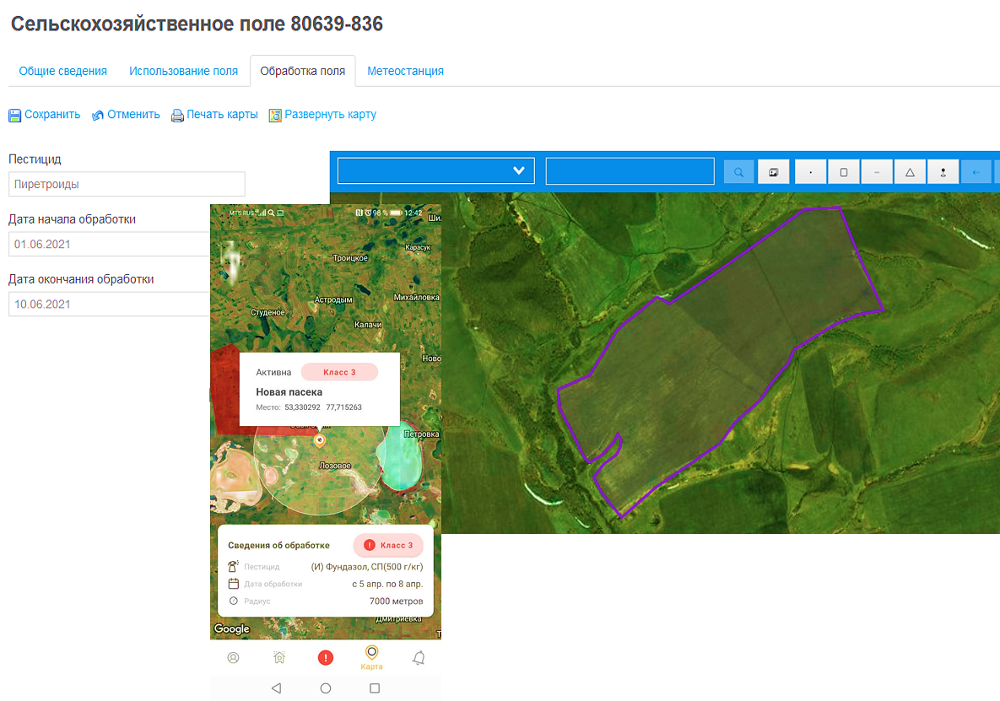 Сельскохозяйственное поле 80639-836
Общие сведения Использование поля Обработка поля Метеостанция
Сохранить Отменить Печать карты Развернуть карту
Пестицид
Пиретроиды
Дата начала обработки
01.06.2021
Дата окончания обработки
10.06.2021
MTS RUS 98 % 12:42
Ши
Карасук
Троицкое
Астродым
Михайловка
Студеное
Калачи
Ново
Активна Класс 3
Новая пасека
Место: 53,330292 77,715263
Петровка
Лозовое
Сведения об обработке Класс 3
Пестицид (И) Фундазол, СП(500 г/кг)
Дата обработки с 5 апр. по 8 апр.
Радиус 7000 метров
Дмитриевка
Google
Карта